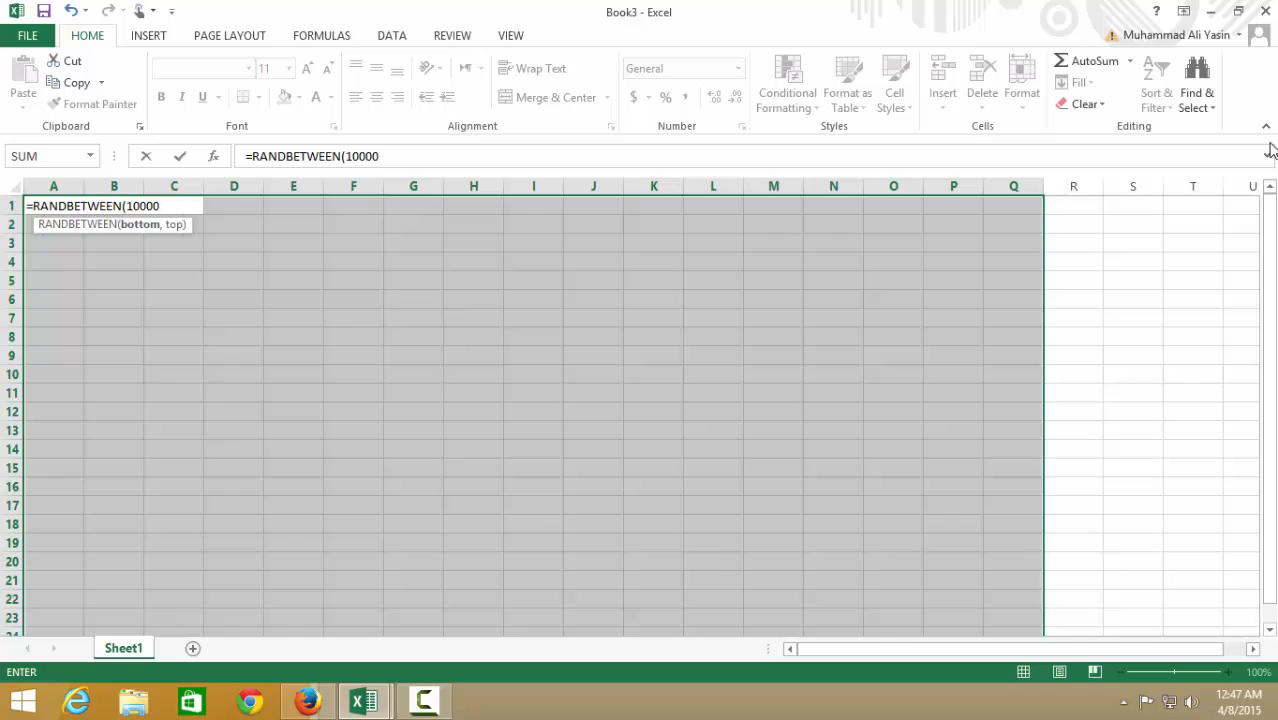 Book3 - Excel
?
FILE
HOME
INSERT
PAGE LAYOUT
FORMULAS
DATA
REVIEW
VIEW
Muhammad Ali Yasin
Paste
Cut
Copy
Format Painter
Clipboard
11
A
A
B
I
U
A
Font
Wrap Text
Merge & Center
Alignment
General
$
%
,
Number
Conditional
Formatting
Format as
Table
Cell
Styles
Styles
Insert
Delete
Format
Cells
AutoSum
Fill
Clear
Sort &
Filter
Find &
Select
Editing
SUM
fx
=RANDBETWEEN(10000
A B C D E F G H I J K L M N O P Q R S T U
1
=RANDBETWEEN(10000
2
RANDBETWEEN(bottom, top)
3
4
5
6
7
8
9
10
11
12
13
14
15
16
17
18
19
20
21
22
23
24
Sheet1
ENTER
100%
12:47 AM
4/8/2015